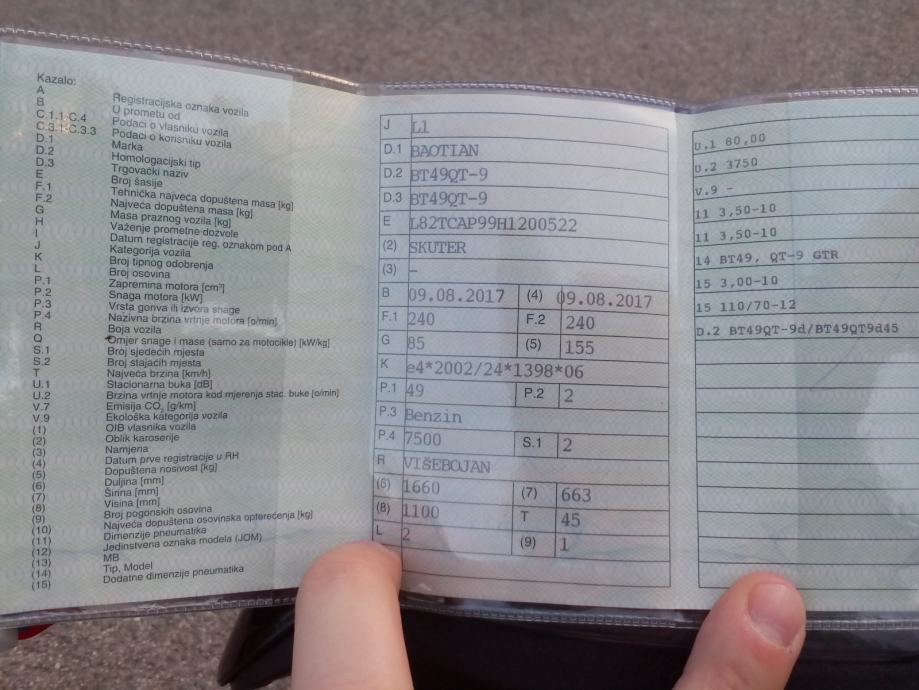 Kazalo:
A Registracijska oznaka vozila
B U prometu od
C.1.1-C.4 Podaci o vlasniku vozila
C.3.1-C.3.3 Podaci o korisniku vozila
D.1 Marka
D.2 Homologacijski tip
D.3 Trgovački naziv
E Broj šasije
F.1 Tehnička najveća dopuštena masa [kg]
F.2 Najveća dopuštena masa [kg]
G Masa praznog vozila [kg]
H Važenje prometne dozvole
I Datum registracije reg. oznakom pod A
J Kategorija vozila
K Broj tipnog odobrenja
L Broj osovina
P.1 Zapremina motora [cm³]
P.2 Snaga motora [kW]
P.3 Vrsta goriva ili izvora snage
P.4 Nazivna brzina vrtnje motora [o/min]
R Boja vozila
Q Omjer snage i mase (samo za motocikle) [kW/kg]
S.1 Broj sjedećih mjesta
S.2 Broj stajaćih mjesta
T Najveća brzina [km/h]
U.1 Stacionarna buka [dB]
U.2 Brzina vrtnje motora kod mjerenja stac. buke [o/min]
V.7 Emisija CO₂ [g/km]
V.9 Ekološka kategorija vozila
(1) OIB vlasnika vozila
(2) Oblik karoserije
(3) Namjena
(4) Datum prve registracije u RH
(5) Dopuštena nosivost [kg]
(6) Duljina [mm]
(7) Širina [mm]
(8) Visina [mm]
(9) Broj pogonskih osovina
(10) Najveća dopuštena osovinska opterećenja [kg]
(11) Dimenzije pneumatika
(12) Jedinstvena oznaka modela (JOM)
(13) MB
(14) Tip, Model
(15) Dodatne dimenzije pneumatika
J L1
D.1 BAOTIAN
D.2 BT49QT-9
D.3 BT49QT-9
E L82TCAP99H1200522
(2) SKUTER
(3) –
B 09.08.2017 (4) 09.08.2017
F.1 240 F.2 240
G 85 (5) 155
K e4*2002/24*1398*06
P.1 49 P.2 2
P.3 Benzin
P.4 7500 S.1 2
R VIŠEBOJAN
(6) 1660 (7) 663
(8) 1100 T 45
L 2 (9) 1
U.1 80,00
U.2 3750
V.9 -
11 3,50-10
11 3,50-10
14 BT49, QT-9 GTR
15 3,00-10
15 110/70-12
D.2 BT49QT-9d/BT49QT9d45